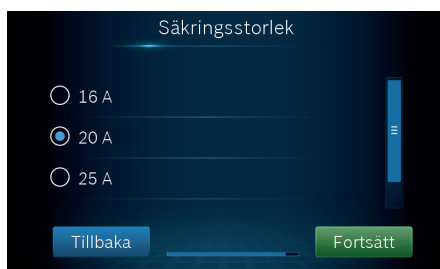 Säkringsstorlek
16 A
20 A
25 A
Tillbaka
Fortsätt